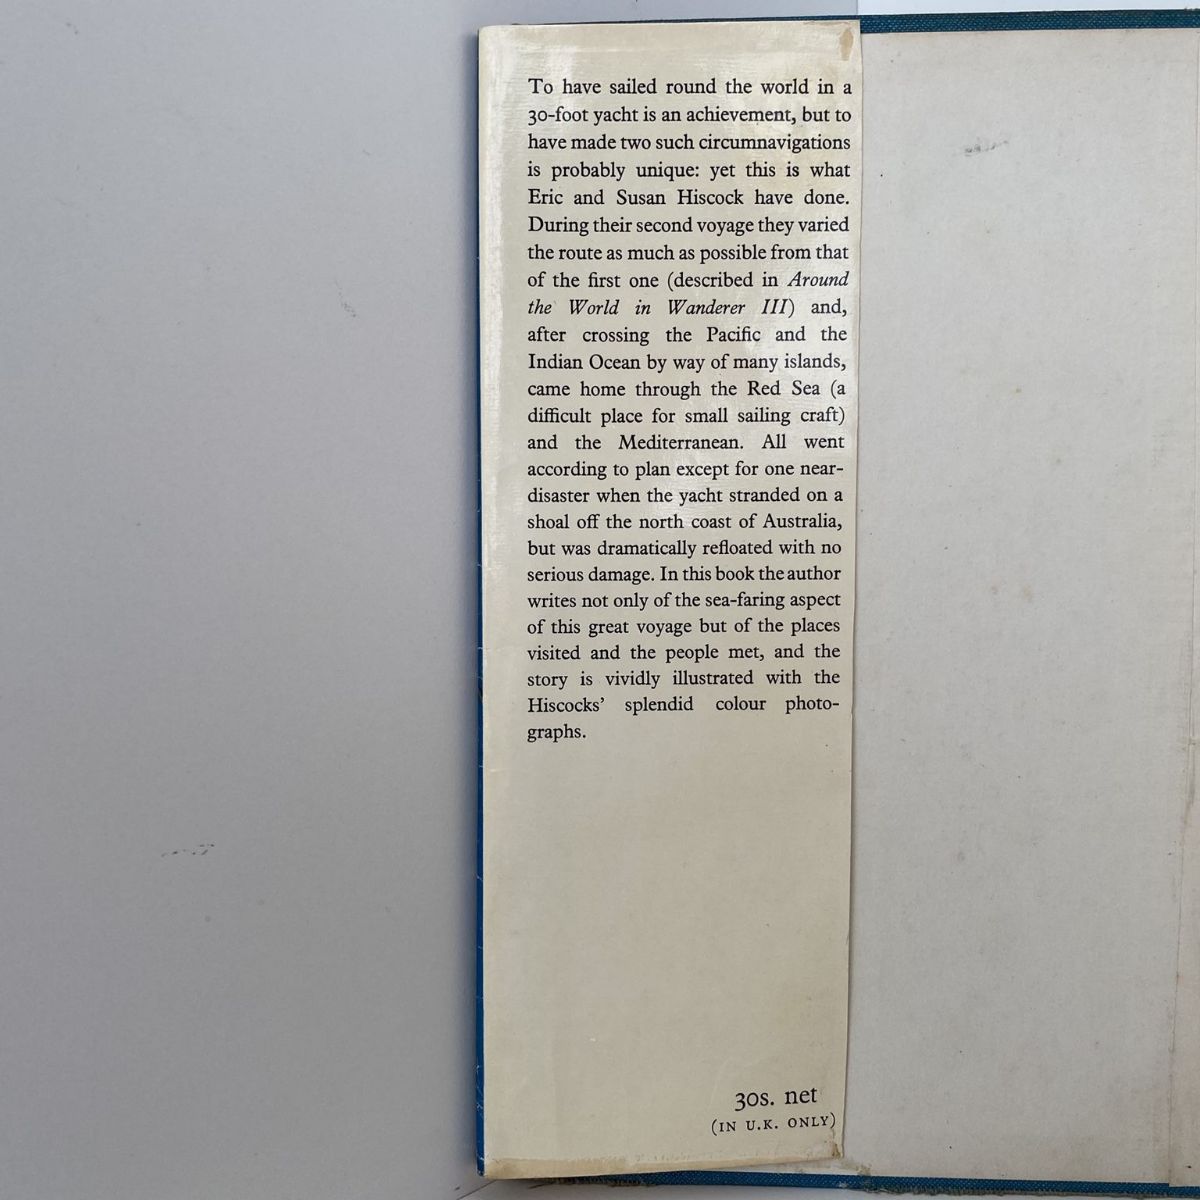 To have sailed round the world in a
30-foot yacht is an achievement, but to
have made two such circumnavigations
is probably unique: yet this is what
Eric and Susan Hiscock have done.
During their second voyage they varied
the route as much as possible from that
of the first one (described in Around
the World in Wanderer III) and,
after crossing the Pacific and the
Indian Ocean by way of many islands,
came home through the Red Sea (a
difficult place for small sailing craft)
and the Mediterranean. All went
according to plan except for one near-
disaster when the yacht stranded on a
shoal off the north coast of Australia,
but was dramatically refloated with no
serious damage. In this book the author
writes not only of the sea-faring aspect
of this great voyage but of the places
visited and the people met, and the
story is vividly illustrated with the
Hiscocks' splendid colour photo-
graphs.
30s. net
(IN U.K. ONLY)